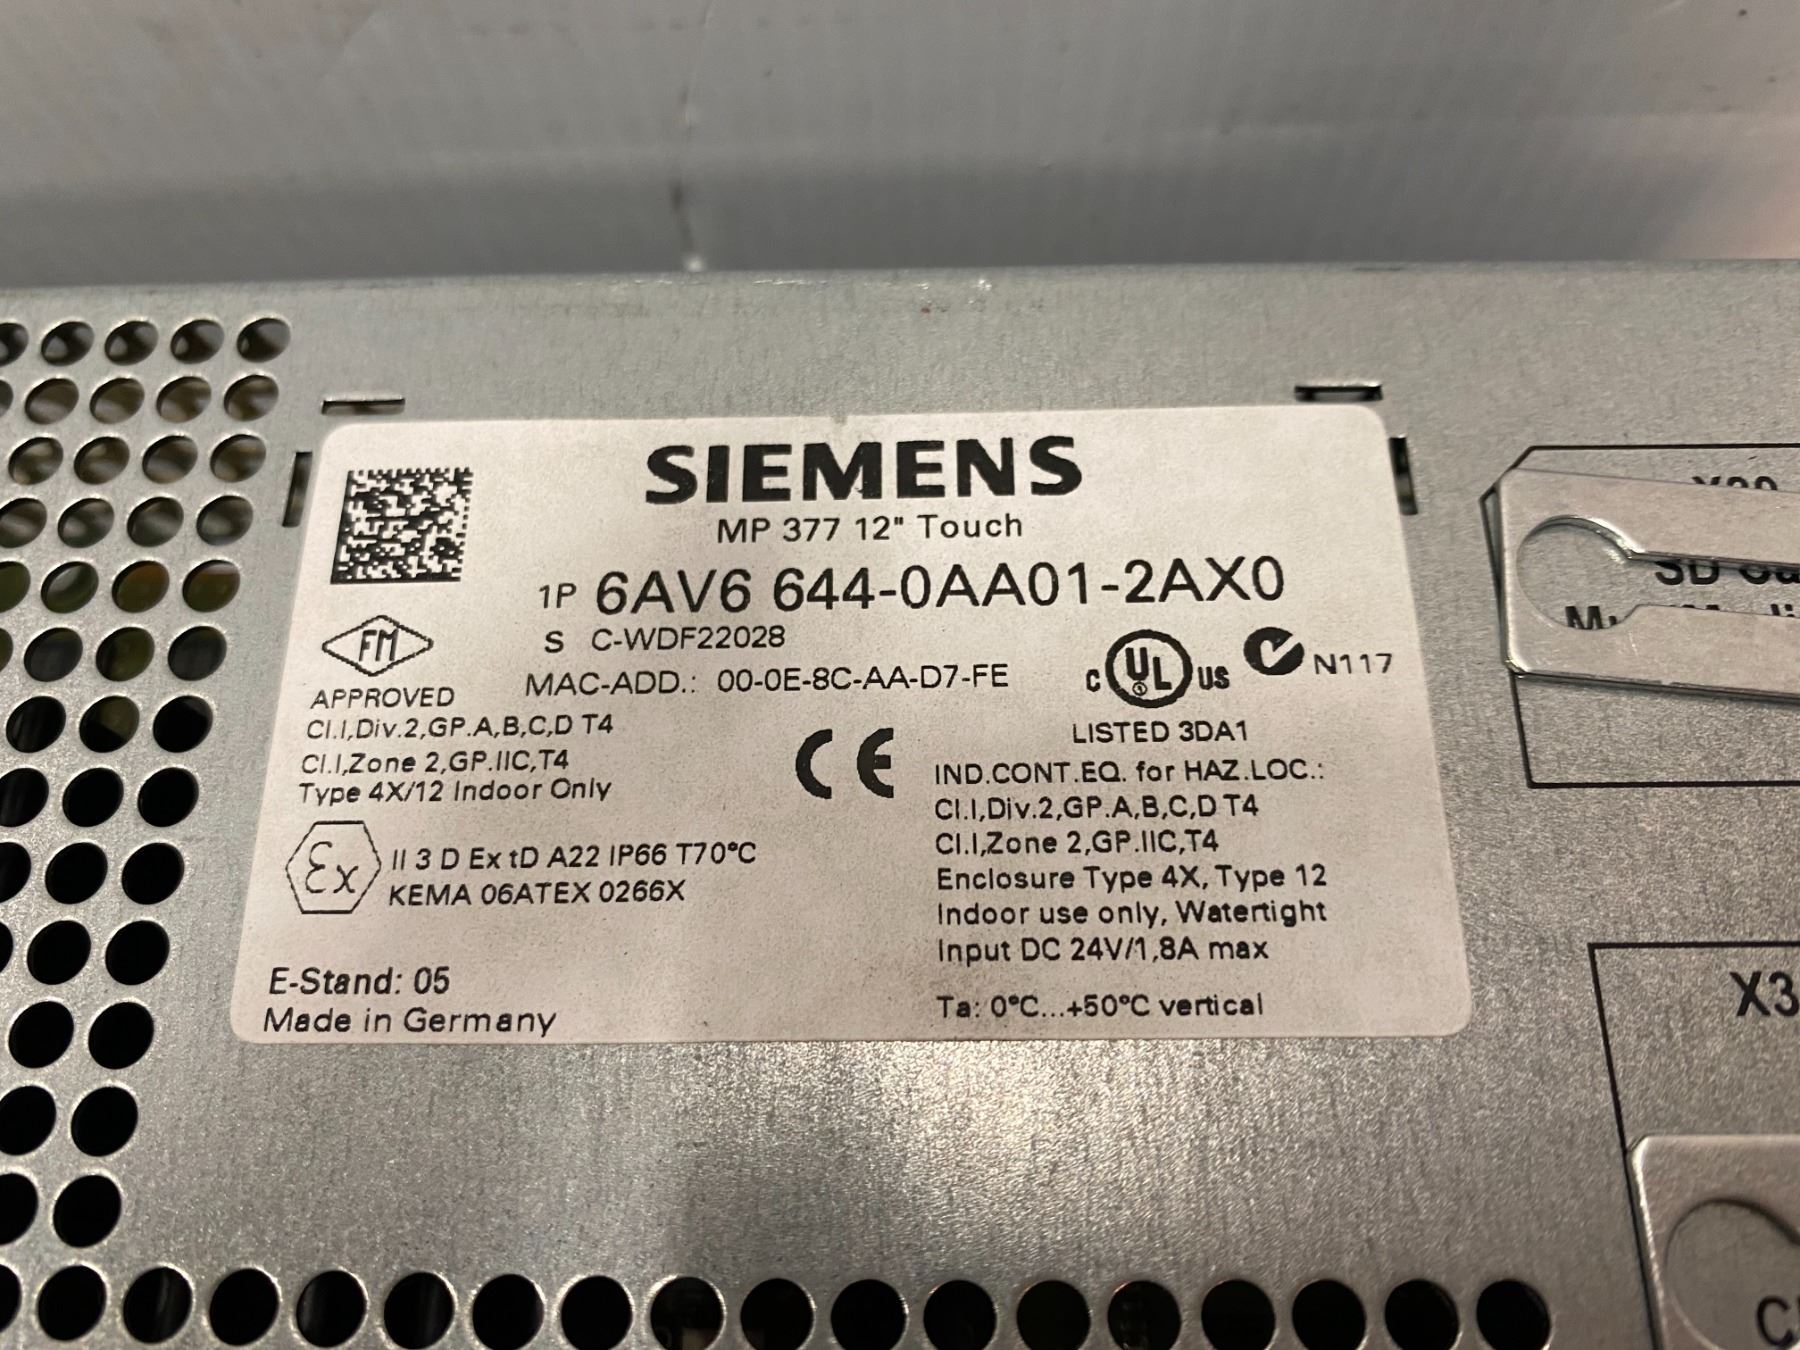 SIEMENS
MP 377 12" Touch
1P 6AV6 644-0AA01-2AX0
S C-WDF22028
MAC-ADD.: 00-0E-8C-AA-D7-FE
FM
APPROVED
Cl.I,Div.2,GP.A,B,C,D T4
Cl.I,Zone 2,GP.IIC,T4
Type 4X/12 Indoor Only
Ex II 3 D Ex tD A22 IP66 T70°C
KEMA 06ATEX 0266X
E-Stand: 05
Made in Germany
CE
C UL US N117
LISTED 3DA1
IND.CONT.EQ. for HAZ.LOC.:
Cl.I,Div.2,GP.A,B,C,D T4
Cl.I,Zone 2,GP.IIC,T4
Enclosure Type 4X, Type 12
Indoor use only, Watertight
Input DC 24V/1,8A max
Ta: 0°C...+50°C vertical
SD
X3